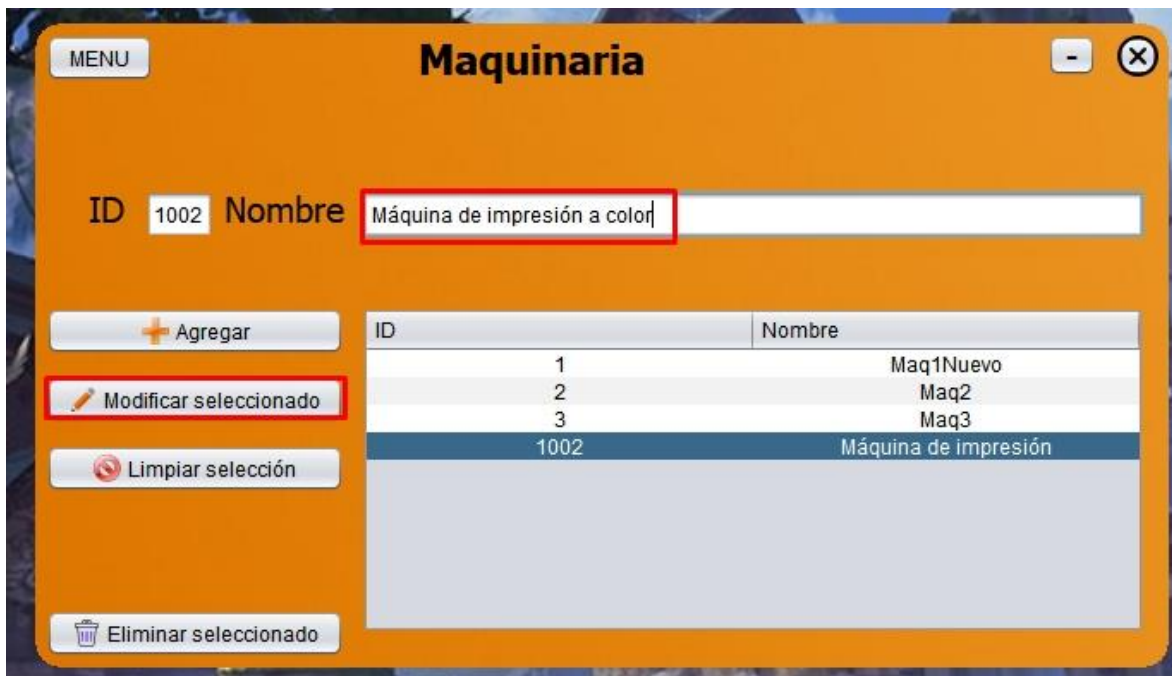 MENU Maquinaria -
ID 1002 Nombre Máquina de impresión a color
Agregar
Modificar seleccionado
Limpiar selección
Eliminar seleccionado
ID Nombre
1 Maq1Nuevo
2 Maq2
3 Maq3
1002 Máquina de impresión